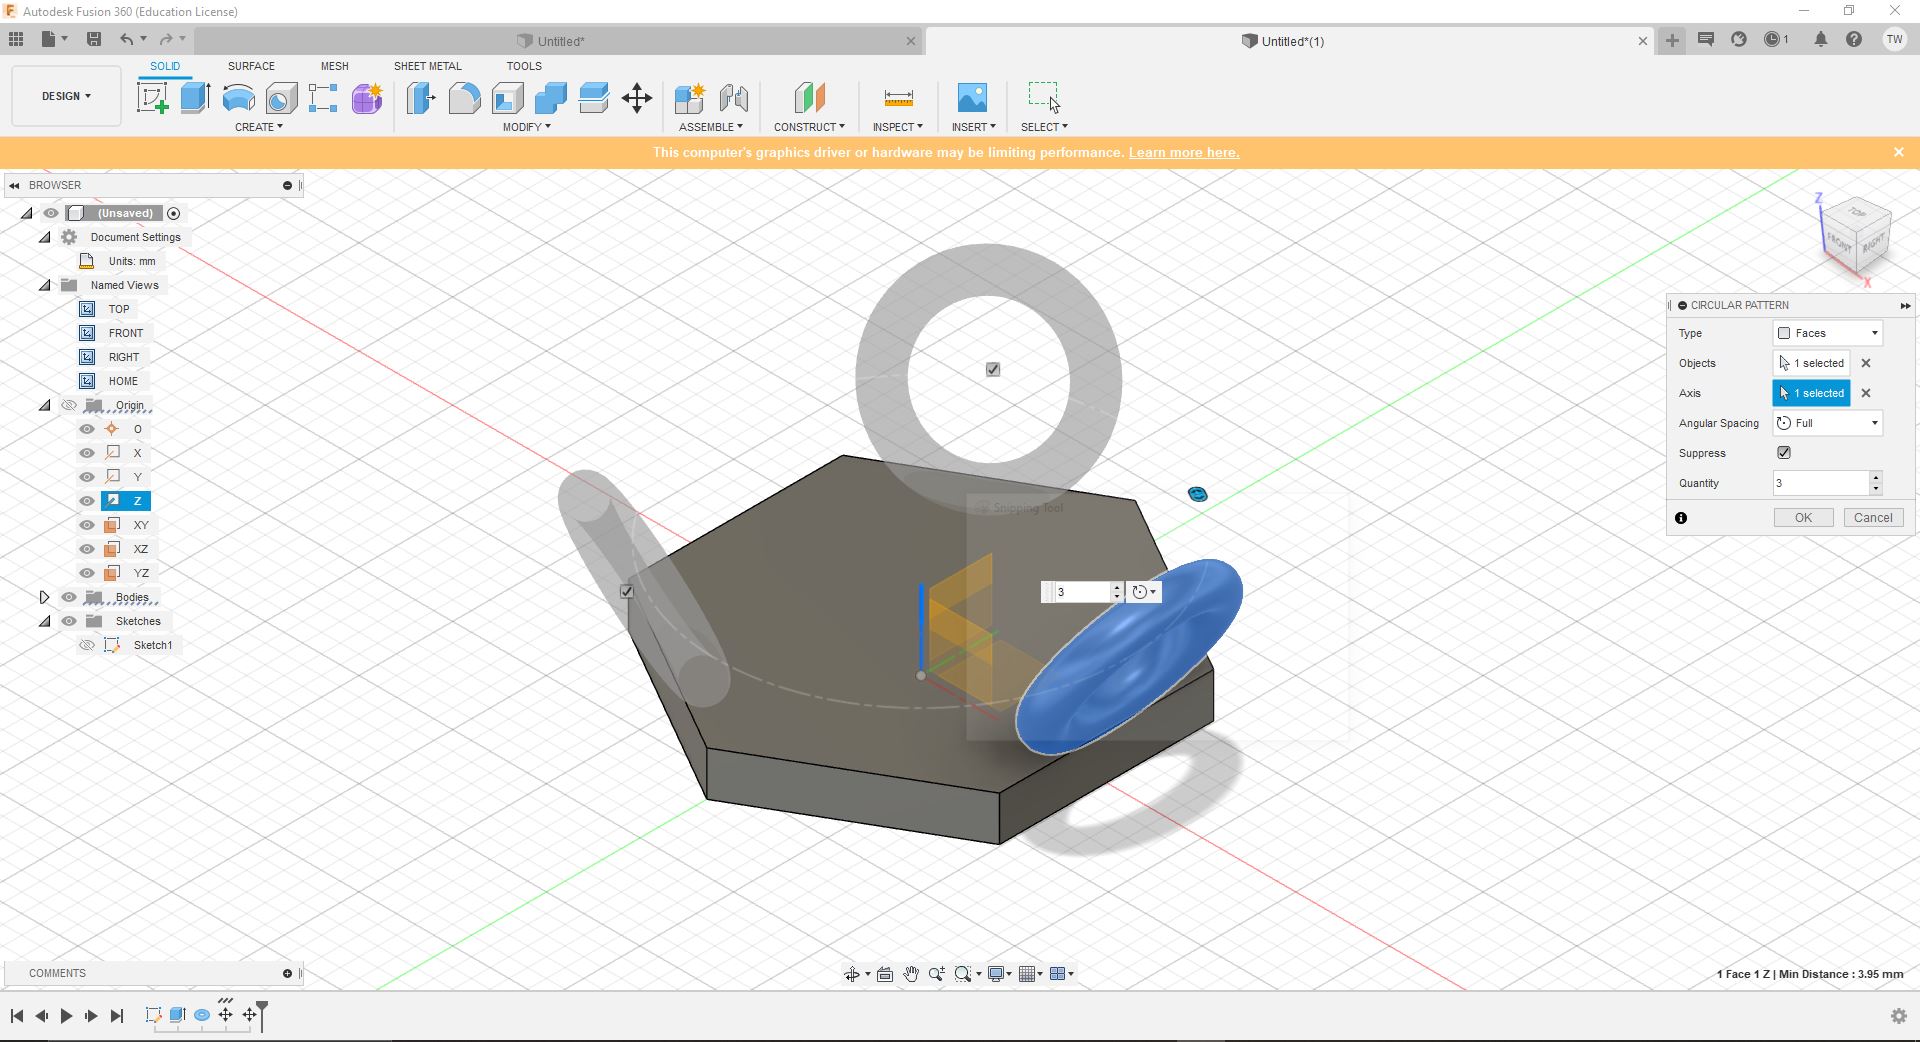 Autodesk Fusion 360 (Education License)
Untitled*
Untitled*(1)
1
TW
DESIGN
SOLID SURFACE MESH SHEET METAL TOOLS
CREATE MODIFY ASSEMBLE CONSTRUCT INSPECT INSERT SELECT
This computer's graphics driver or hardware may be limiting performance. Learn more here.
BROWSER
(Unsaved)
Document Settings
Units: mm
Named Views
TOP
FRONT
RIGHT
HOME
Origin
O
X
Y
Z
XY
XZ
YZ
Bodies
Sketches
Sketch1
Snipping Tool
3
Z
TOP
FRONT
RIGHT
X
CIRCULAR PATTERN
Type Faces
Objects 1 selected
Axis 1 selected
Angular Spacing Full
Suppress
Quantity 3
OK Cancel
COMMENTS
1 Face 1 Z | Min Distance : 3.95 mm